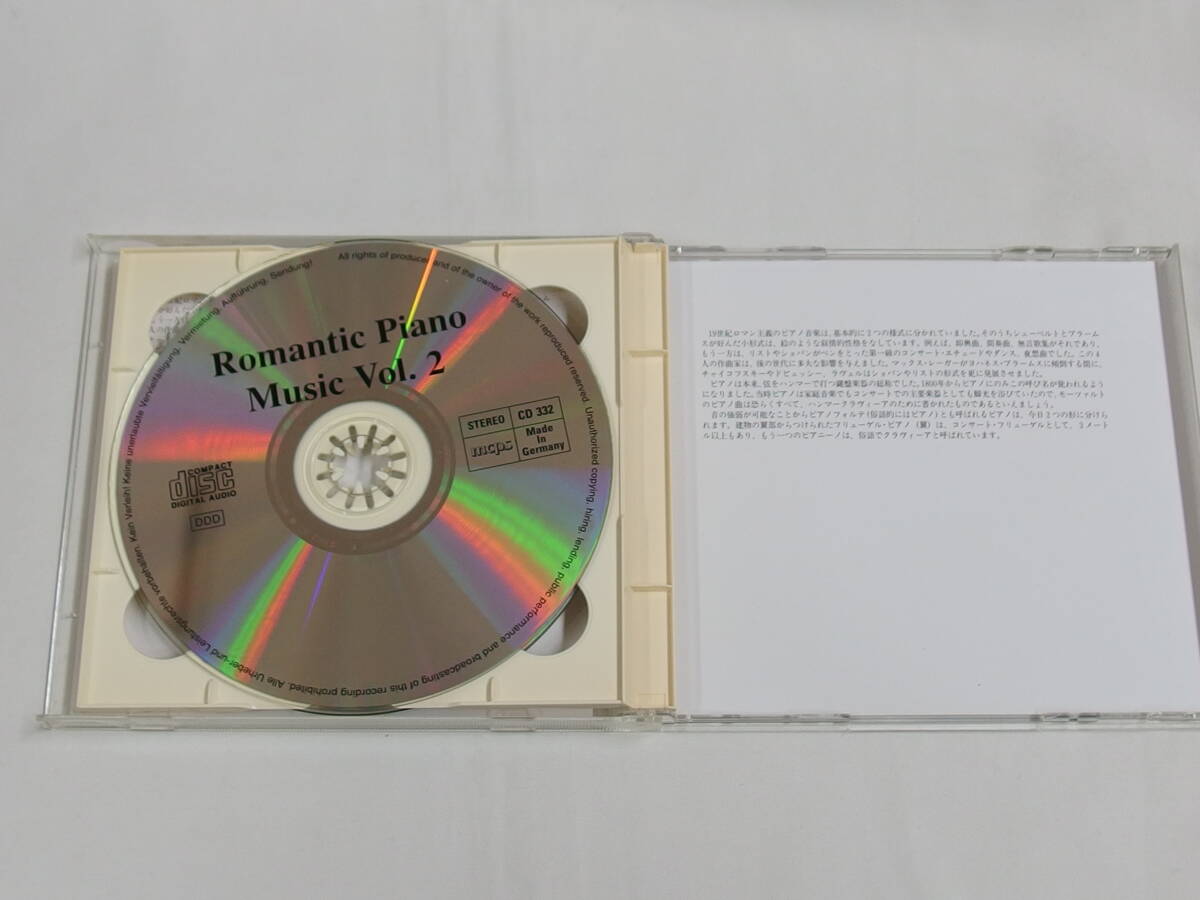 Romantic Piano
Music Vol. 2
STEREO
CD 332
mcps
Made
In
Germany
COMPACT
disc
DIGITAL AUDIO
DDD
All rights of producer and of the owner of the work reproduced reserved. Unauthorized copying, hiring, lending, public performance and broadcasting of this recording prohibited. Alle Urheber-und Leistungsrechte vorbehalten. Kein Verleih! Keine unerlaubte Vervielfältigung, Vermietung, Aufführung, Sendung!
19世紀ロマン主義のピアノ音楽は、基本的に2つの様式に分かれていました。そのうちシューベルトとブラーム
スが好んだ小形式は、絵のような叙情的性格をなしています。例えば、即興曲、間奏曲、無言歌集がそれであり、
もう一方は、リストやショパンがペンをとった第一級のコンサート・エチュードやダンス、夜想曲でした。この4
人の作曲家は、後の世代に多大な影響を与えました。マックス・レーガーがヨハネス・ブラームスに傾倒する間に、
チャイコフスキーやドビュッシー、ラヴェルはショパンやリストの形式を更に発展させました。
ピアノは本来、弦をハンマーで打つ鍵盤楽器の総称でした。1800年からピアノにのみこの呼び名が使われるよう
になりました。当時ピアノは家庭音楽でもコンサートでの主要楽器としても脚光を浴びていたので、モーツァルト
のピアノ曲は恐らくすべて、ハンマークラヴィーアのために書かれたものであるといえましょう。
音の強弱が可能なことからピアノフォルテ(俗語的にはピアノ)とも呼ばれるピアノは、今日2つの形に分けら
れます。建物の翼部からつけられたフリューゲル・ピアノ（翼）は、コンサート・フリューゲルとして、3メート
ル以上もあり、もう一つのピアニーノは、俗語でクラヴィーアと呼ばれています。